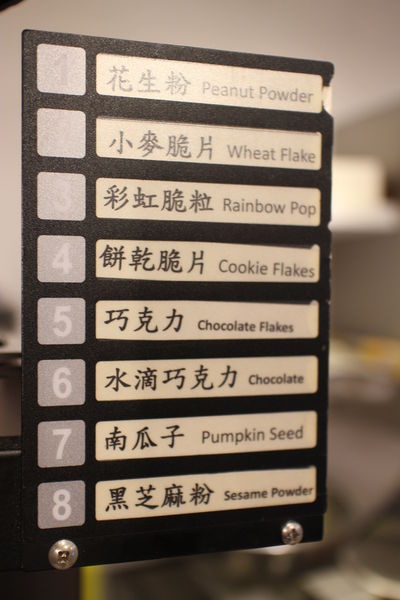 1 花生粉 Peanut Powder
小麥脆片 Wheat Flake
3 彩虹脆粒 Rainbow Pop
4 餅乾脆片 Cookie Flakes
5 巧克力 Chocolate Flakes
6 水滴巧克力 Chocolate
7 南瓜子 Pumpkin Seed
8 黑芝麻粉 Sesame Powder